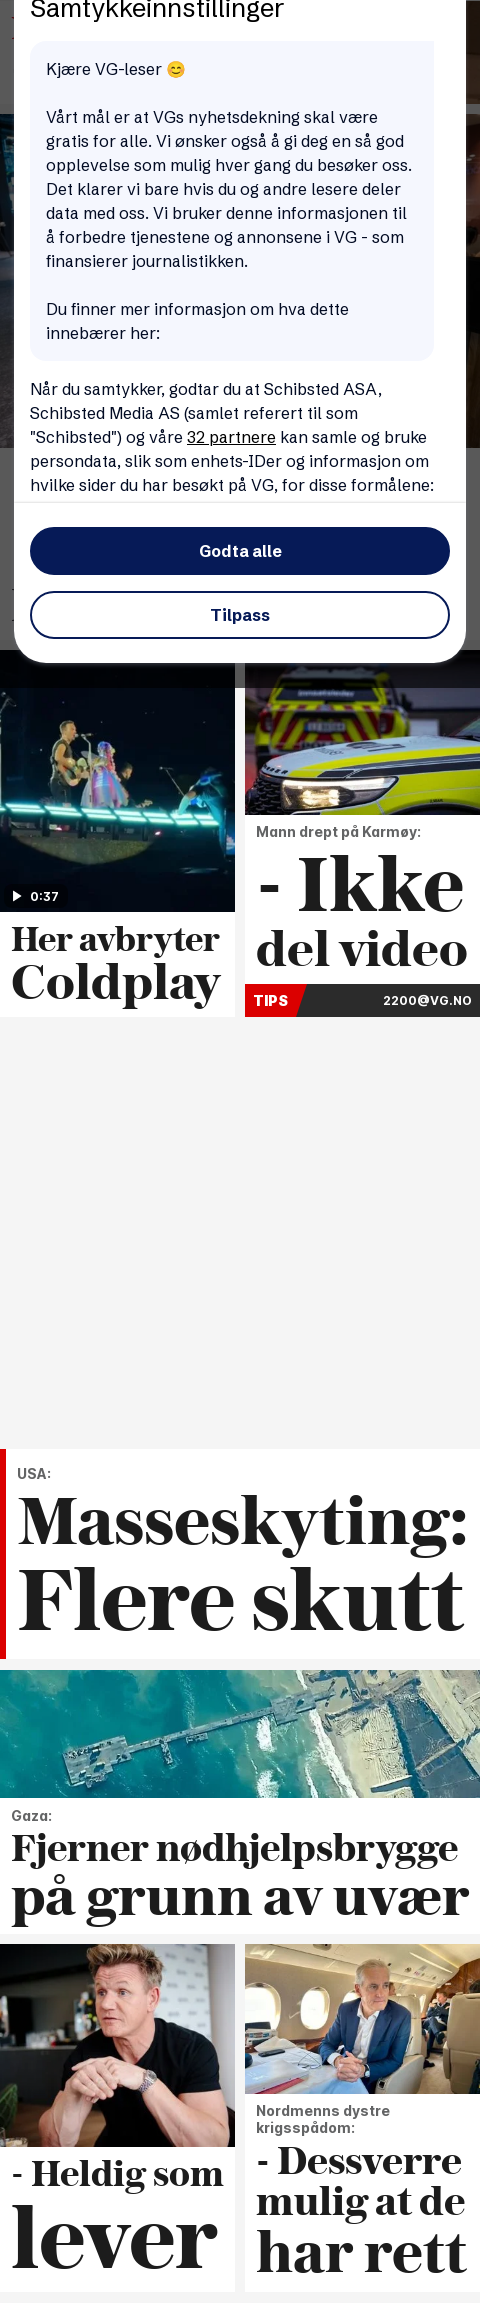 Samtykkeinnstillinger
Kjære VG-leser 😊
Vårt mål er at VGs nyhetsdekning skal være
gratis for alle. Vi ønsker også å gi deg en så god
opplevelse som mulig hver gang du besøker oss.
Det klarer vi bare hvis du og andre lesere deler
data med oss. Vi bruker denne informasjonen til
å forbedre tjenestene og annonsene i VG - som
finansierer journalistikken.
Du finner mer informasjon om hva dette
innebærer her:
Når du samtykker, godtar du at Schibsted ASA,
Schibsted Media AS (samlet referert til som
"Schibsted") og våre 32 partnere kan samle og bruke
persondata, slik som enhets-IDer og informasjon om
hvilke sider du har besøkt på VG, for disse formålene:
Godta alle
Tilpass
0:37
Her avbryter
Coldplay
Mann drept på Karmøy:
- Ikke
del video
TIPS 2200@VG.NO
USA:
Masseskyting:
Flere skutt
Gaza:
Fjerner nødhjelpsbrygge
på grunn av uvær
- Heldig som
lever
Nordmenns dystre
krigsspådom:
- Dessverre
mulig at de
har rett